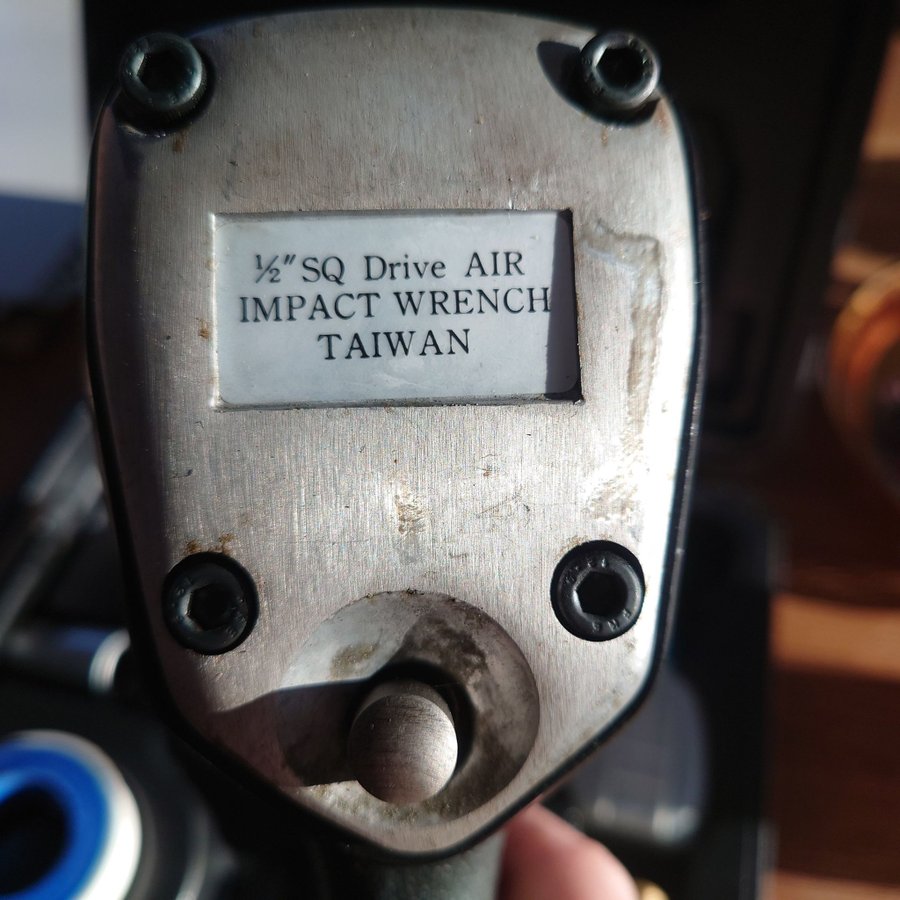 ½" SQ Drive AIR
IMPACT WRENCH
TAIWAN